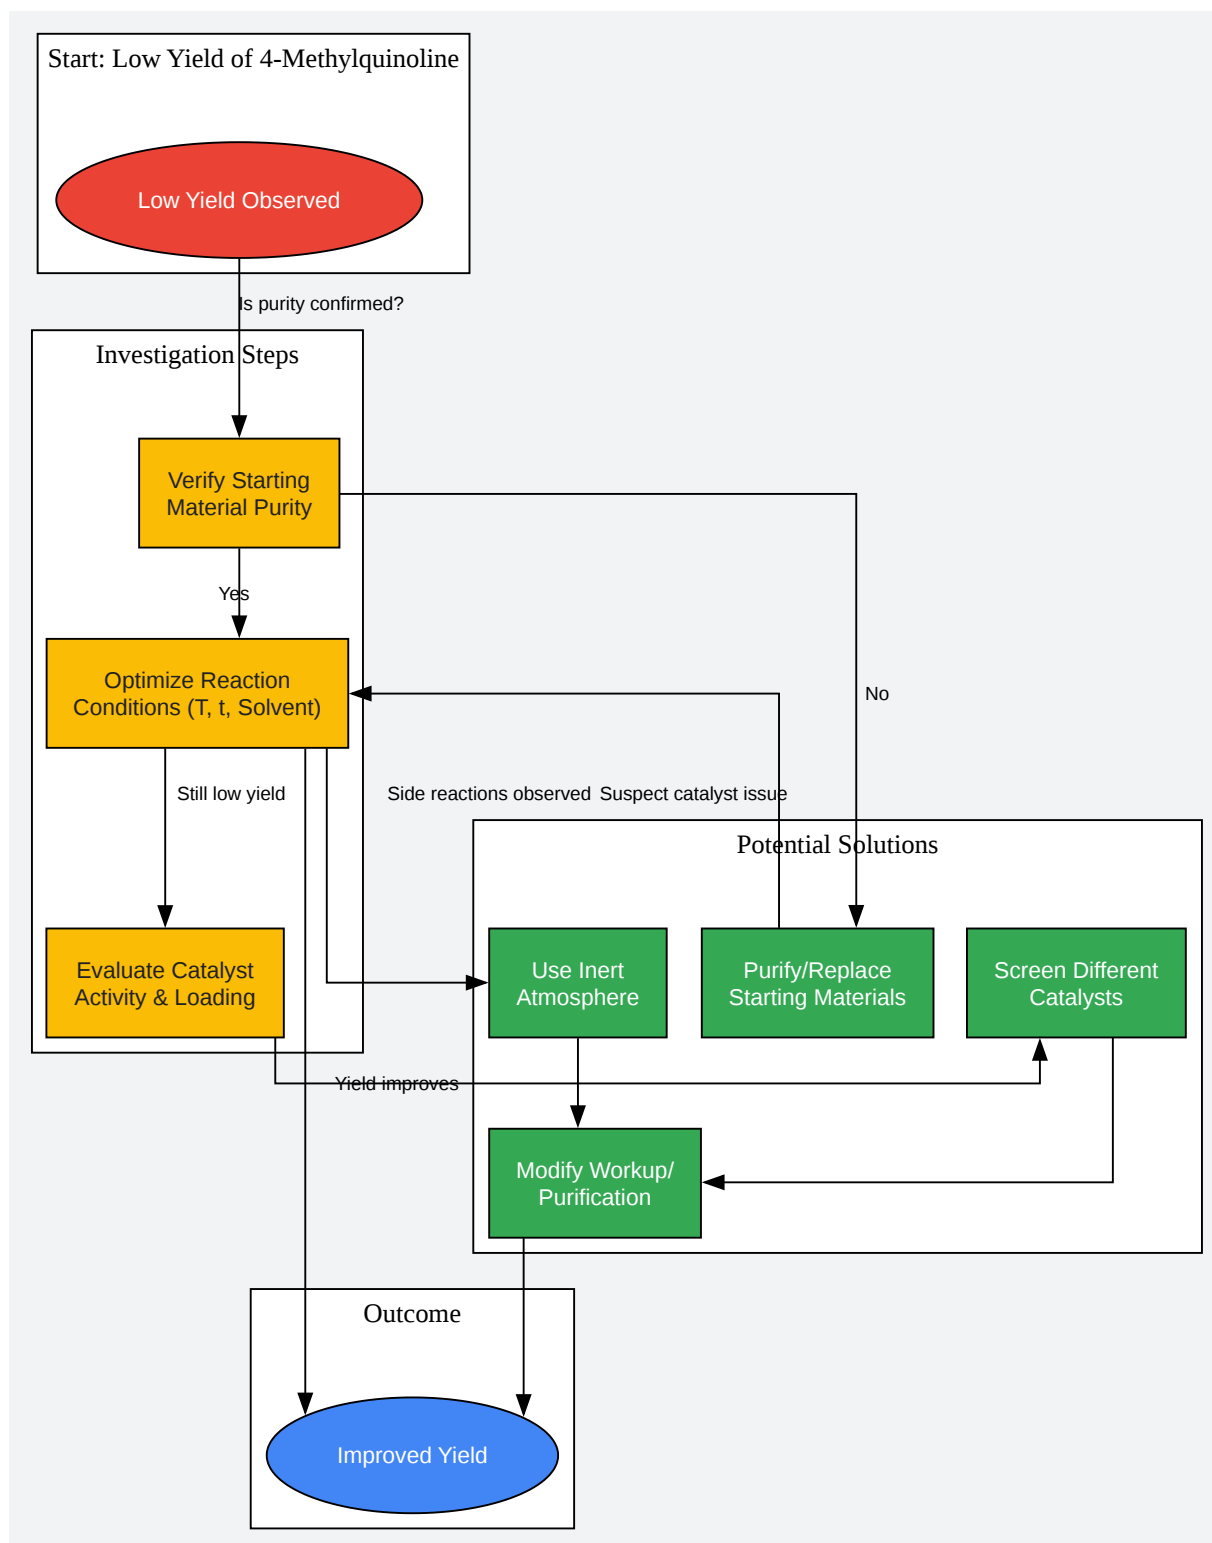 Start: Low Yield of 4-Methylquinoline
Low Yield Observed
Is purity confirmed?
Investigation Steps
Verify Starting
Material Purity
Yes
Optimize Reaction
Conditions (T, t, Solvent)
No
Still low yield
Side reactions observed
Suspect catalyst issue
Potential Solutions
Evaluate Catalyst
Activity & Loading
Use Inert
Atmosphere
Purify/Replace
Starting Materials
Screen Different
Catalysts
Yield improves
Modify Workup/
Purification
Outcome
Improved Yield